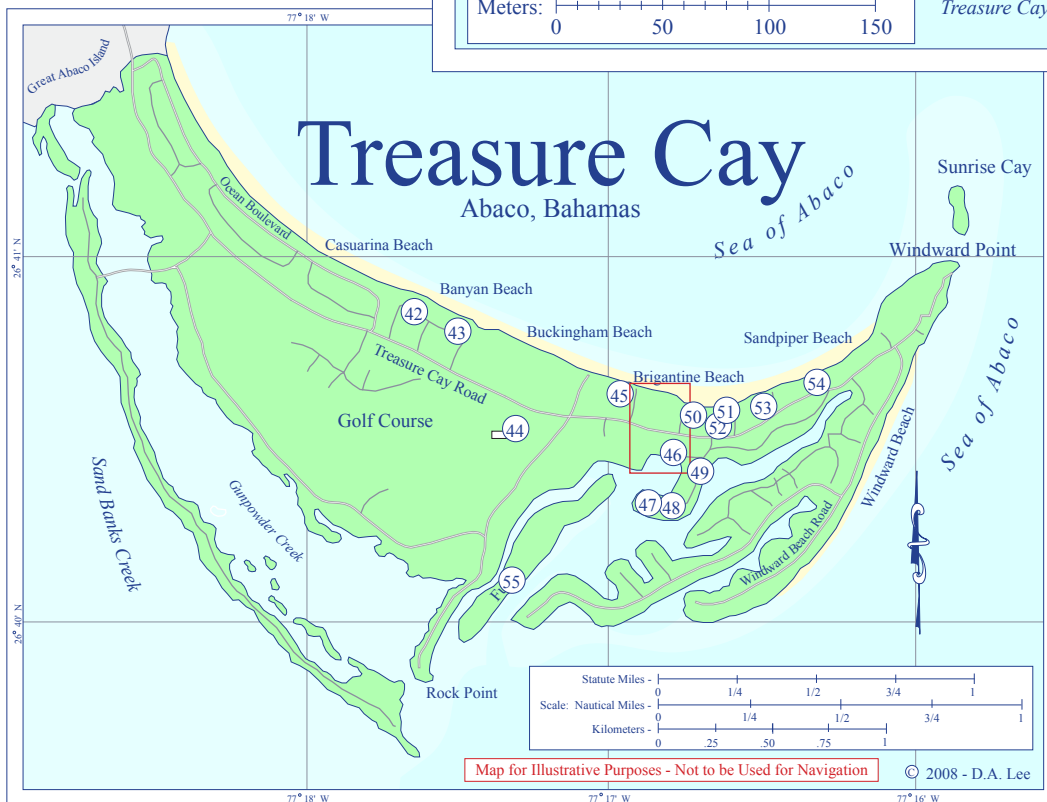 Meters:
0 50 100 150
Treasure Cay
77° 18' W
Great Abaco Island
Treasure Cay
Abaco, Bahamas
Sea of Abaco
Sunrise Cay
Windward Point
Ocean Boulevard
26° 41' N
Casuarina Beach
Banyan Beach
Buckingham Beach
Sandpiper Beach
Brigantine Beach
42
43
Treasure Cay Road
45
54
53
50
51
52
Golf Course
44
46
49
47
48
Sea of Abaco
Windward Beach
Sand Banks Creek
Gunpowder Creek
Windward Beach Road
55
Fu
26° 40' N
Rock Point
Statute Miles -
0 1/4 1/2 3/4 1
Scale: Nautical Miles -
0 1/4 1/2 3/4 1
Kilometers -
0 .25 .50 .75 1
Map for Illustrative Purposes - Not to be Used for Navigation
© 2008 - D.A. Lee
77° 18' W
77° 17' W
77° 16' W